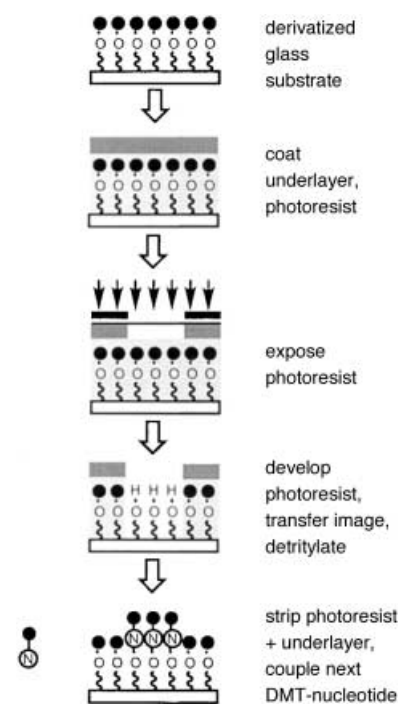 derivatized
glass
substrate
O O O O O O O
coat
underlayer,
photoresist
O O O O O O O
expose
photoresist
O O O O O O O
develop
photoresist,
transfer image,
detritylate
H H H
O O O O O O O
strip photoresist
+ underlayer,
couple next
DMT-nucleotide
N
N N N
O O O O O O O